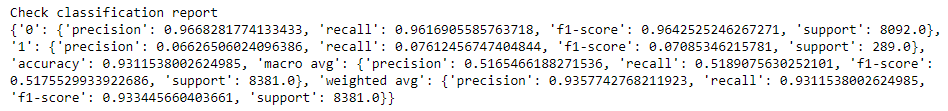 Check classification report
{'0': {'precision': 0.9668281774133433, 'recall': 0.9616905585763718, 'f1-score': 0.9642525246267271, 'support': 8092.0},
'1': {'precision': 0.06626506024096386, 'recall': 0.07612456747404844, 'f1-score': 0.07085346215781, 'support': 289.0},
'accuracy': 0.9311538002624985, 'macro avg': {'precision': 0.5165466188271536, 'recall': 0.5189075630252101, 'f1-score':
0.5175529933922686, 'support': 8381.0}, 'weighted avg': {'precision': 0.9357742768211923, 'recall': 0.9311538002624985,
'f1-score': 0.933445660403661, 'support': 8381.0}}